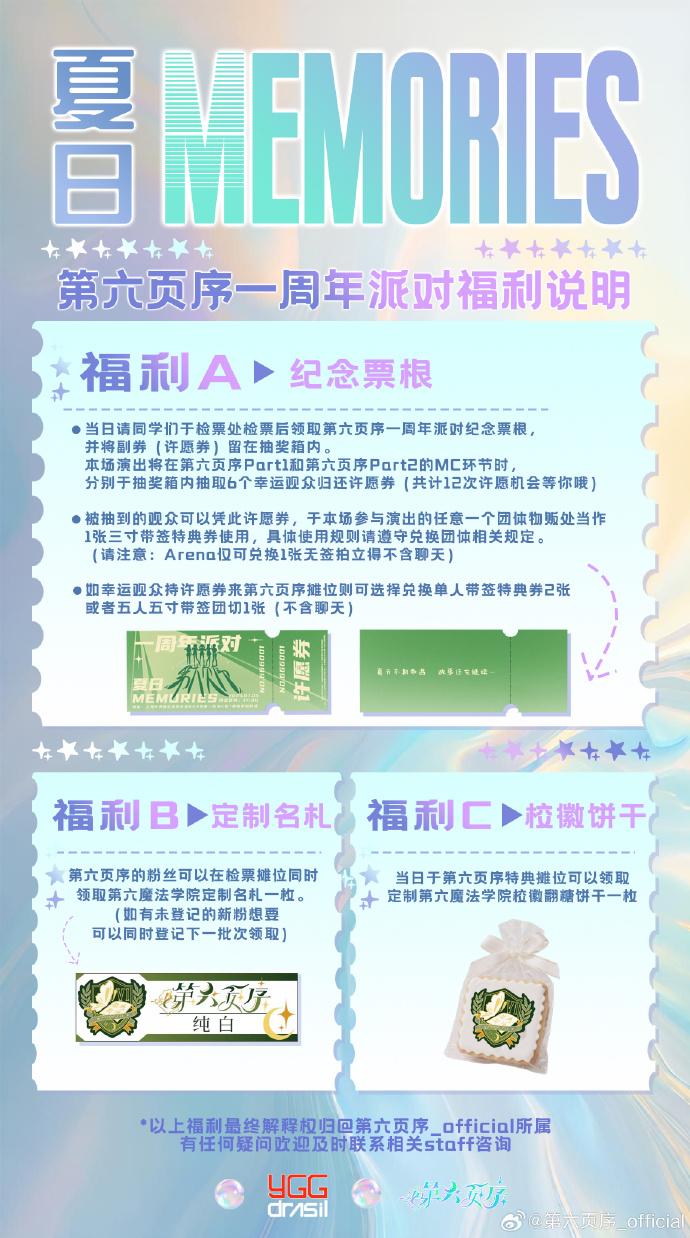 夏日 MEMORIES
第六页序一周年派对福利说明
福利A▶纪念票根
●当日请同学们于检票处检票后领取第六页序一周年派对纪念票根，
并将副券（许愿券）留在抽奖箱内。
本场演出将在第六页序Part1和第六页序Part2的MC环节时，
分别于抽奖箱内抽取6个幸运观众归还许愿券（共计12次许愿机会等你哦）
●被抽到的观众可以凭此许愿券，于本场参与演出的任意一个团体物贩处当作
1张三寸带签特典券使用，具体使用规则请遵守兑换团体相关规定。
（请注意：Arena仅可兑换1张无签拍立得不含聊天）
●如幸运观众持许愿券来第六页序摊位则可选择兑换单人带签特典券2张
或者五人五寸带签团切1张（不含聊天）
一周年派对
夏日
MEMORIES
NO.999001
NO.999001
许愿券
夏天不期而遇 故事还在继续…
福利B▶定制名札
第六页序的粉丝可以在检票摊位同时
领取第六魔法学院定制名札一枚。
（如有未登记的新粉想要
可以同时登记下一批次领取）
第六页序
纯白
福利C▶校徽饼干
当日于第六页序特典摊位可以领取
定制第六魔法学院校徽翻糖饼干一枚
*以上福利最终解释权归@第六页序_official所属
有任何疑问欢迎及时联系相关staff咨询
YGG
drasil
第六页序
@第六页序_official